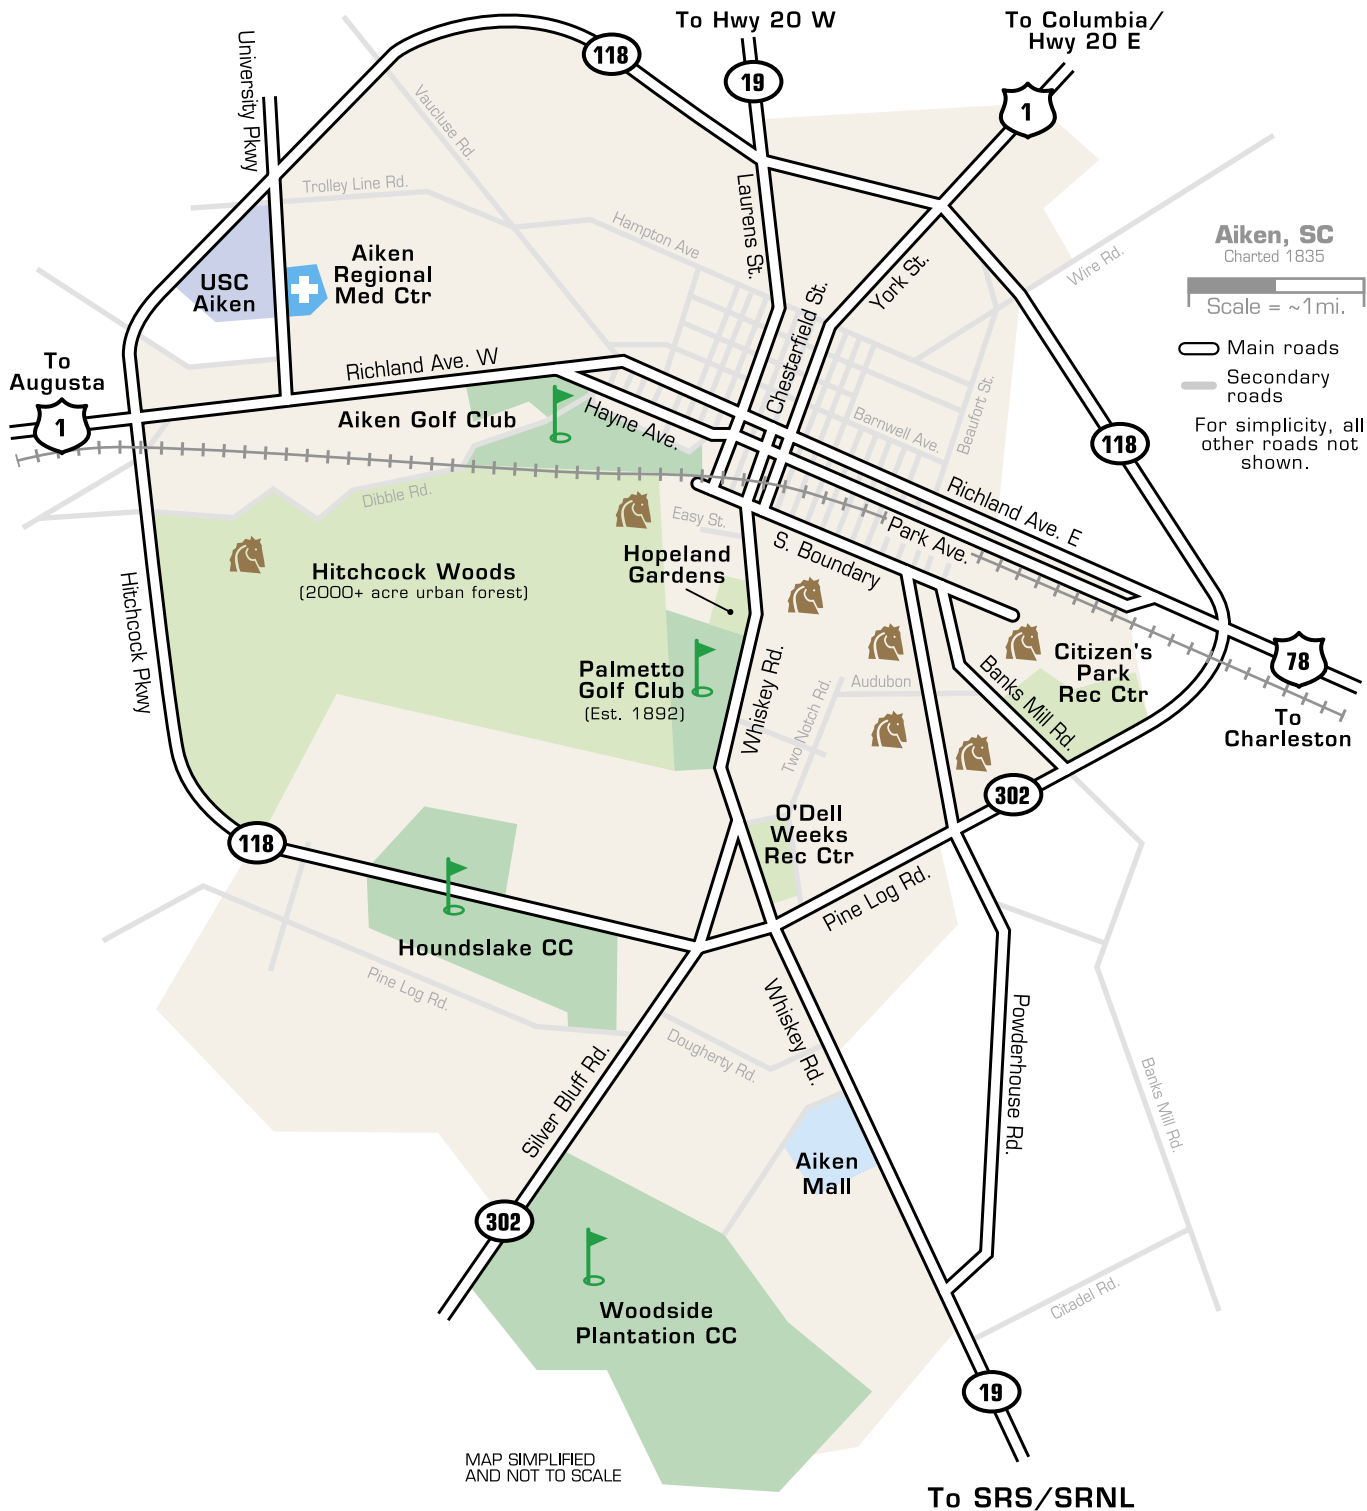 To Hwy 20 W
To Columbia/
Hwy 20 E
118
19
1
University Pkwy
Vaucluse Rd.
Trolley Line Rd.
Hampton Ave
Laurens St.
Chesterfield St.
York St.
Wire Rd.
Aiken, SC
Charted 1835
Scale = ~1mi.
Main roads
Secondary
roads
For simplicity, all
other roads not
shown.
USC
Aiken
Aiken
Regional
Med Ctr
To
Augusta
1
Richland Ave. W
Aiken Golf Club
Hayne Ave.
Barnwell Ave.
Beaufort St.
118
Dibble Rd.
Easy St.
Richland Ave. E
Park Ave.
S. Boundary
Hopeland
Gardens
Hitchcock Woods
(2000+ acre urban forest)
Hitchcock Pkwy
Palmetto
Golf Club
(Est. 1892)
Whiskey Rd.
Two Notch Rd.
Audubon
Banks Mill Rd.
Citizen's
Park
Rec Ctr
78
To
Charleston
302
118
O'Dell
Weeks
Rec Ctr
Pine Log Rd.
Houndslake CC
Pine Log Rd.
Silver Bluff Rd.
Dougherty Rd.
Whiskey Rd.
Powderhouse Rd.
Banks Mill Rd.
Aiken
Mall
302
Woodside
Plantation CC
Citadel Rd.
19
MAP SIMPLIFIED
AND NOT TO SCALE
To SRS/SRNL